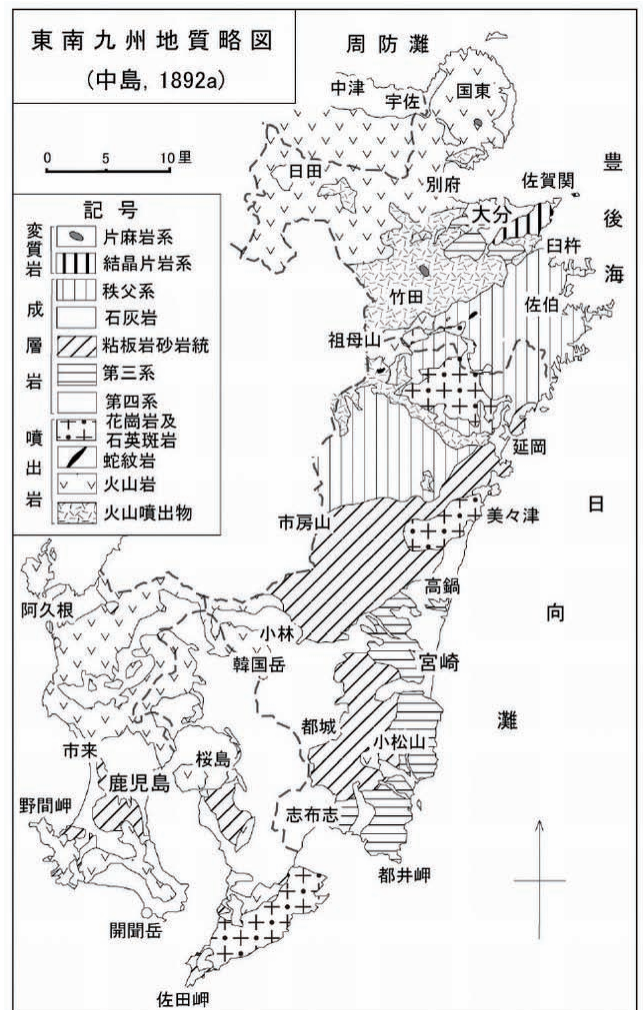 東南九州地質略図
(中島, 1892a)
0 5 10 里
記号
変質岩
片麻岩系
結晶片岩系
成層岩
秩父系
石灰岩
粘板岩砂岩統
第三系
第四系
噴出岩
花崗岩及
石英斑岩
蛇紋岩
火山岩
火山噴出物
周防灘
中津
宇佐
国東
日田
別府
佐賀関
大分
臼杵
豊後海
竹田
佐伯
祖母山
延岡
市房山
美々津
日向灘
阿久根
高鍋
小林
韓国岳
宮崎
都城
小松山
市来
桜島
鹿児島
野間岬
志布志
都井岬
開聞岳
佐田岬